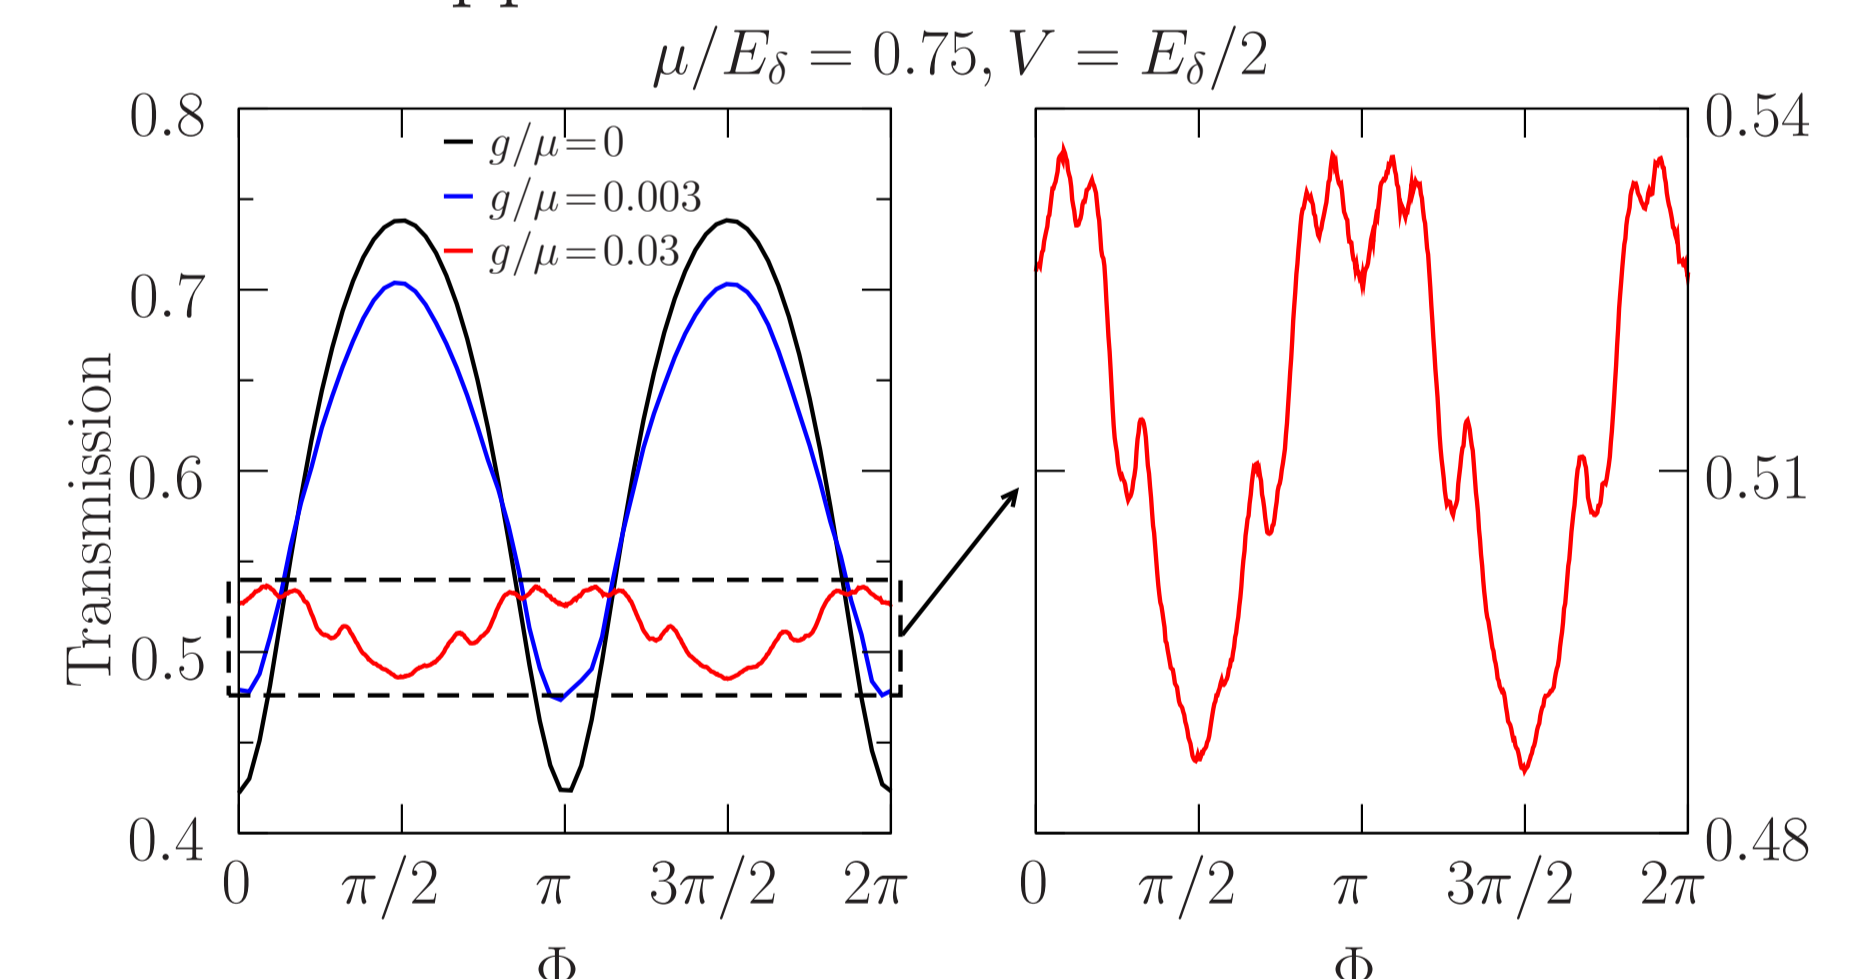 μ/E_δ = 0.75, V = E_δ/2
Transmission
0.8
0.7
0.6
0.5
0.4
g/μ=0
g/μ=0.003
g/μ=0.03
0 π/2 π 3π/2 2π
Φ
0.54
0.51
0.48
0 π/2 π 3π/2 2π
Φ